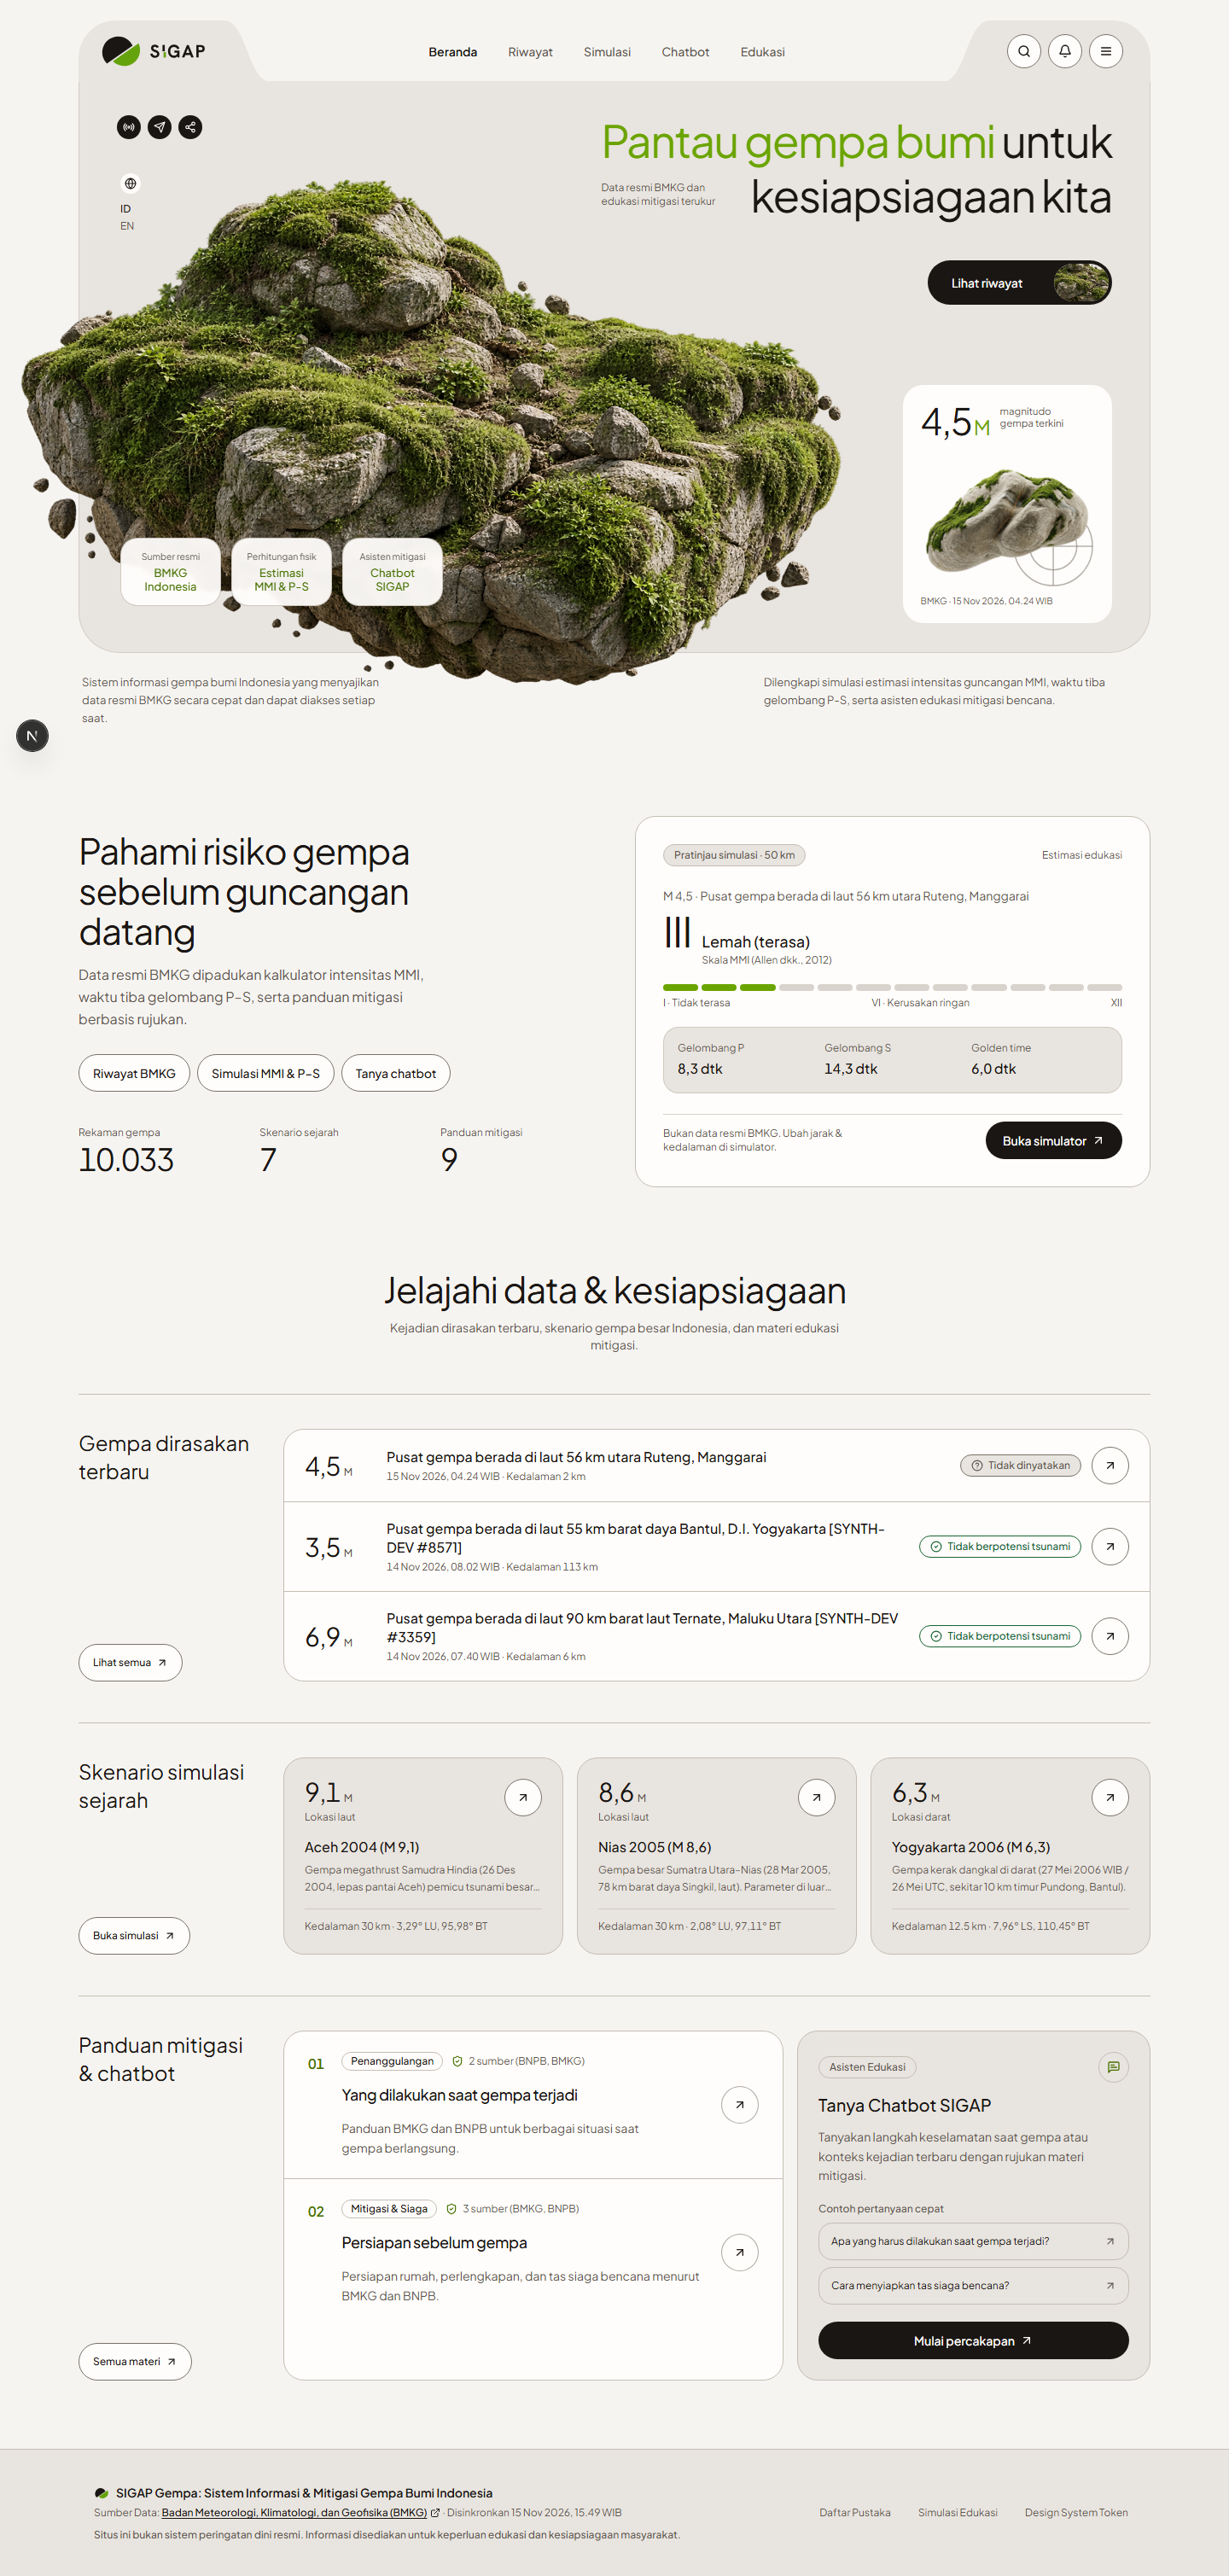 SIGAP
Beranda
Riwayat
Simulasi
Chatbot
Edukasi
Pantau gempa bumi untuk
Data resmi BMKG dan
edukasi mitigasi terukur
kesiapsiagaan kita
ID
EN
Lihat riwayat
4,5 M
magnitudo
gempa terkini
BMKG · 15 Nov 2026, 04.24 WIB
Sumber resmi
BMKG
Indonesia
Perhitungan fisik
Estimasi
MMI & P-S
Asisten mitigasi
Chatbot
SIGAP
Sistem informasi gempa bumi Indonesia yang menyajikan
data resmi BMKG secara cepat dan dapat diakses setiap
saat.
Dilengkapi simulasi estimasi intensitas guncangan MMI, waktu tiba
gelombang P-S, serta asisten edukasi mitigasi bencana.
N
Pahami risiko gempa
sebelum guncangan
datang
Data resmi BMKG dipadukan kalkulator intensitas MMI,
waktu tiba gelombang P–S, serta panduan mitigasi
berbasis rujukan.
Riwayat BMKG
Simulasi MMI & P–S
Tanya chatbot
Rekaman gempa
10.033
Skenario sejarah
7
Panduan mitigasi
9
Pratinjau simulasi · 50 km
Estimasi edukasi
M 4,5 · Pusat gempa berada di laut 56 km utara Ruteng, Manggarai
III
Lemah (terasa)
Skala MMI (Allen dkk., 2012)
I · Tidak terasa
VI · Kerusakan ringan
XII
Gelombang P
8,3 dtk
Gelombang S
14,3 dtk
Golden time
6,0 dtk
Bukan data resmi BMKG. Ubah jarak &
kedalaman di simulator.
Buka simulator
Jelajahi data & kesiapsiagaan
Kejadian dirasakan terbaru, skenario gempa besar Indonesia, dan materi edukasi
mitigasi.
Gempa dirasakan
terbaru
Lihat semua
4,5 M
Pusat gempa berada di laut 56 km utara Ruteng, Manggarai
15 Nov 2026, 04.24 WIB · Kedalaman 2 km
Tidak dinyatakan
3,5 M
Pusat gempa berada di laut 55 km barat daya Bantul, D.I. Yogyakarta [SYNTH-
DEV #8571]
14 Nov 2026, 08.02 WIB · Kedalaman 113 km
Tidak berpotensi tsunami
6,9 M
Pusat gempa berada di laut 90 km barat laut Ternate, Maluku Utara [SYNTH-DEV
#3359]
14 Nov 2026, 07.40 WIB · Kedalaman 6 km
Tidak berpotensi tsunami
Skenario simulasi
sejarah
Buka simulasi
9,1 M
Lokasi laut
Aceh 2004 (M 9,1)
Gempa megathrust Samudra Hindia (26 Des
2004, lepas pantai Aceh) pemicu tsunami besar...
Kedalaman 30 km · 3,29° LU, 95,98° BT
8,6 M
Lokasi laut
Nias 2005 (M 8,6)
Gempa besar Sumatra Utara–Nias (28 Mar 2005,
78 km barat daya Singkil, laut). Parameter di luar...
Kedalaman 30 km · 2,08° LU, 97,11° BT
6,3 M
Lokasi darat
Yogyakarta 2006 (M 6,3)
Gempa kerak dangkal di darat (27 Mei 2006 WIB /
26 Mei UTC, sekitar 10 km timur Pundong, Bantul).
Kedalaman 12.5 km · 7,96° LS, 110,45° BT
Panduan mitigasi
& chatbot
Semua materi
01
Penanggulangan
2 sumber (BNPB, BMKG)
Yang dilakukan saat gempa terjadi
Panduan BMKG dan BNPB untuk berbagai situasi saat
gempa berlangsung.
02
Mitigasi & Siaga
3 sumber (BMKG, BNPB)
Persiapan sebelum gempa
Persiapan rumah, perlengkapan, dan tas siaga bencana menurut
BMKG dan BNPB.
Asisten Edukasi
Tanya Chatbot SIGAP
Tanyakan langkah keselamatan saat gempa atau
konteks kejadian terbaru dengan rujukan materi
mitigasi.
Contoh pertanyaan cepat
Apa yang harus dilakukan saat gempa terjadi?
Cara menyiapkan tas siaga bencana?
Mulai percakapan
SIGAP Gempa: Sistem Informasi & Mitigasi Gempa Bumi Indonesia
Sumber Data: Badan Meteorologi, Klimatologi, dan Geofisika (BMKG) · Disinkronkan 15 Nov 2026, 15.49 WIB
Situs ini bukan sistem peringatan dini resmi. Informasi disediakan untuk keperluan edukasi dan kesiapsiagaan masyarakat.
Daftar Pustaka
Simulasi Edukasi
Design System Token